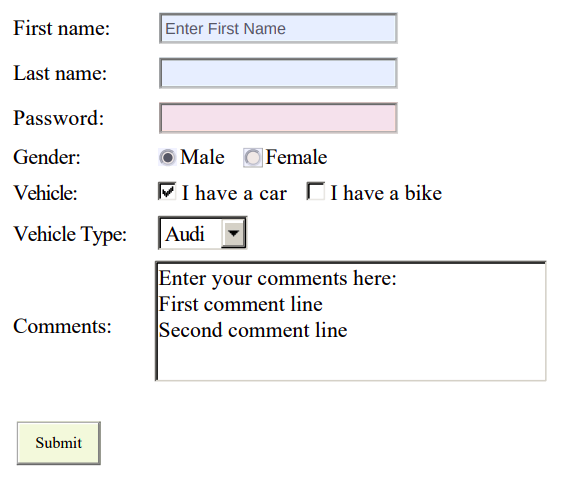 First name: Enter First Name
Last name:
Password:
Gender: Male Female
Vehicle: I have a car I have a bike
Vehicle Type: Audi
Comments: Enter your comments here:
First comment line
Second comment line
Submit